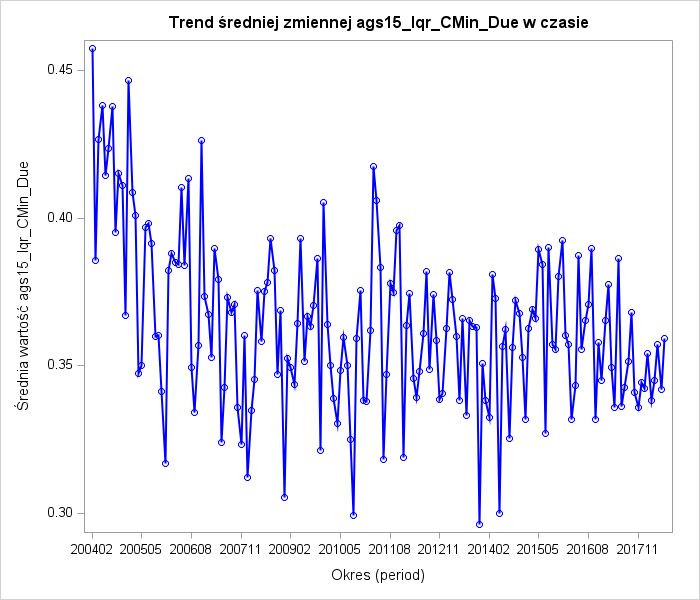 Trend średniej zmiennej ags15_Iqr_CMin_Due w czasie
Średnia wartość ags15_Iqr_CMin_Due
0.45
0.40
0.35
0.30
200402 200505 200608 200711 200902 201005 201108 201211 201402 201505 201608 201711
Okres (period)